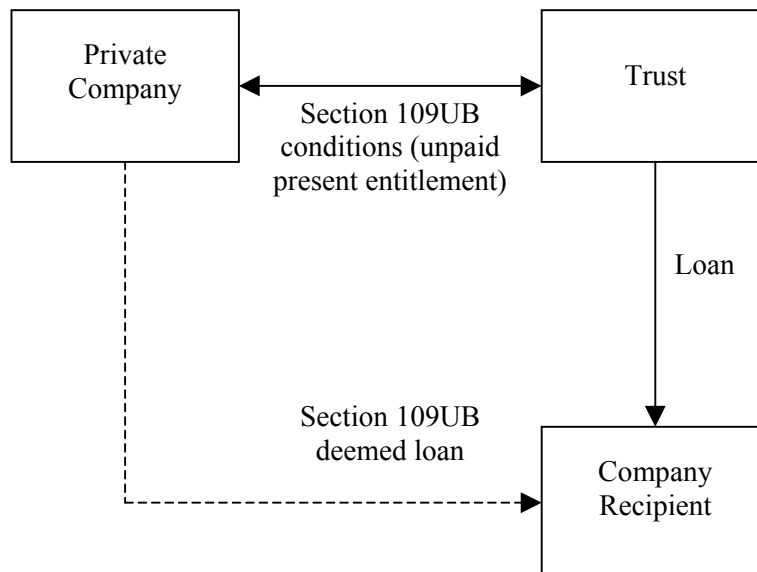 Private
Company
Trust
Section 109UB
conditions (unpaid
present entitlement)
Loan
Section 109UB
deemed loan
Company
Recipient